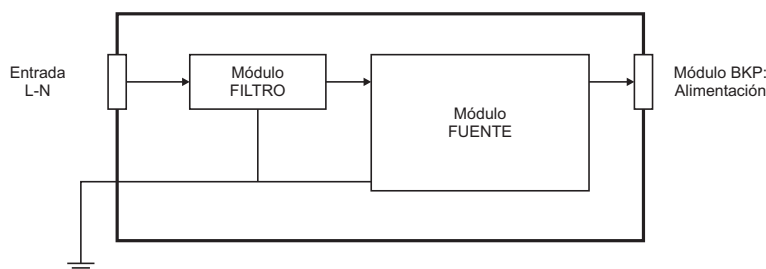 Entrada
L-N
Módulo
FILTRO
Módulo
FUENTE
Módulo BKP:
Alimentación